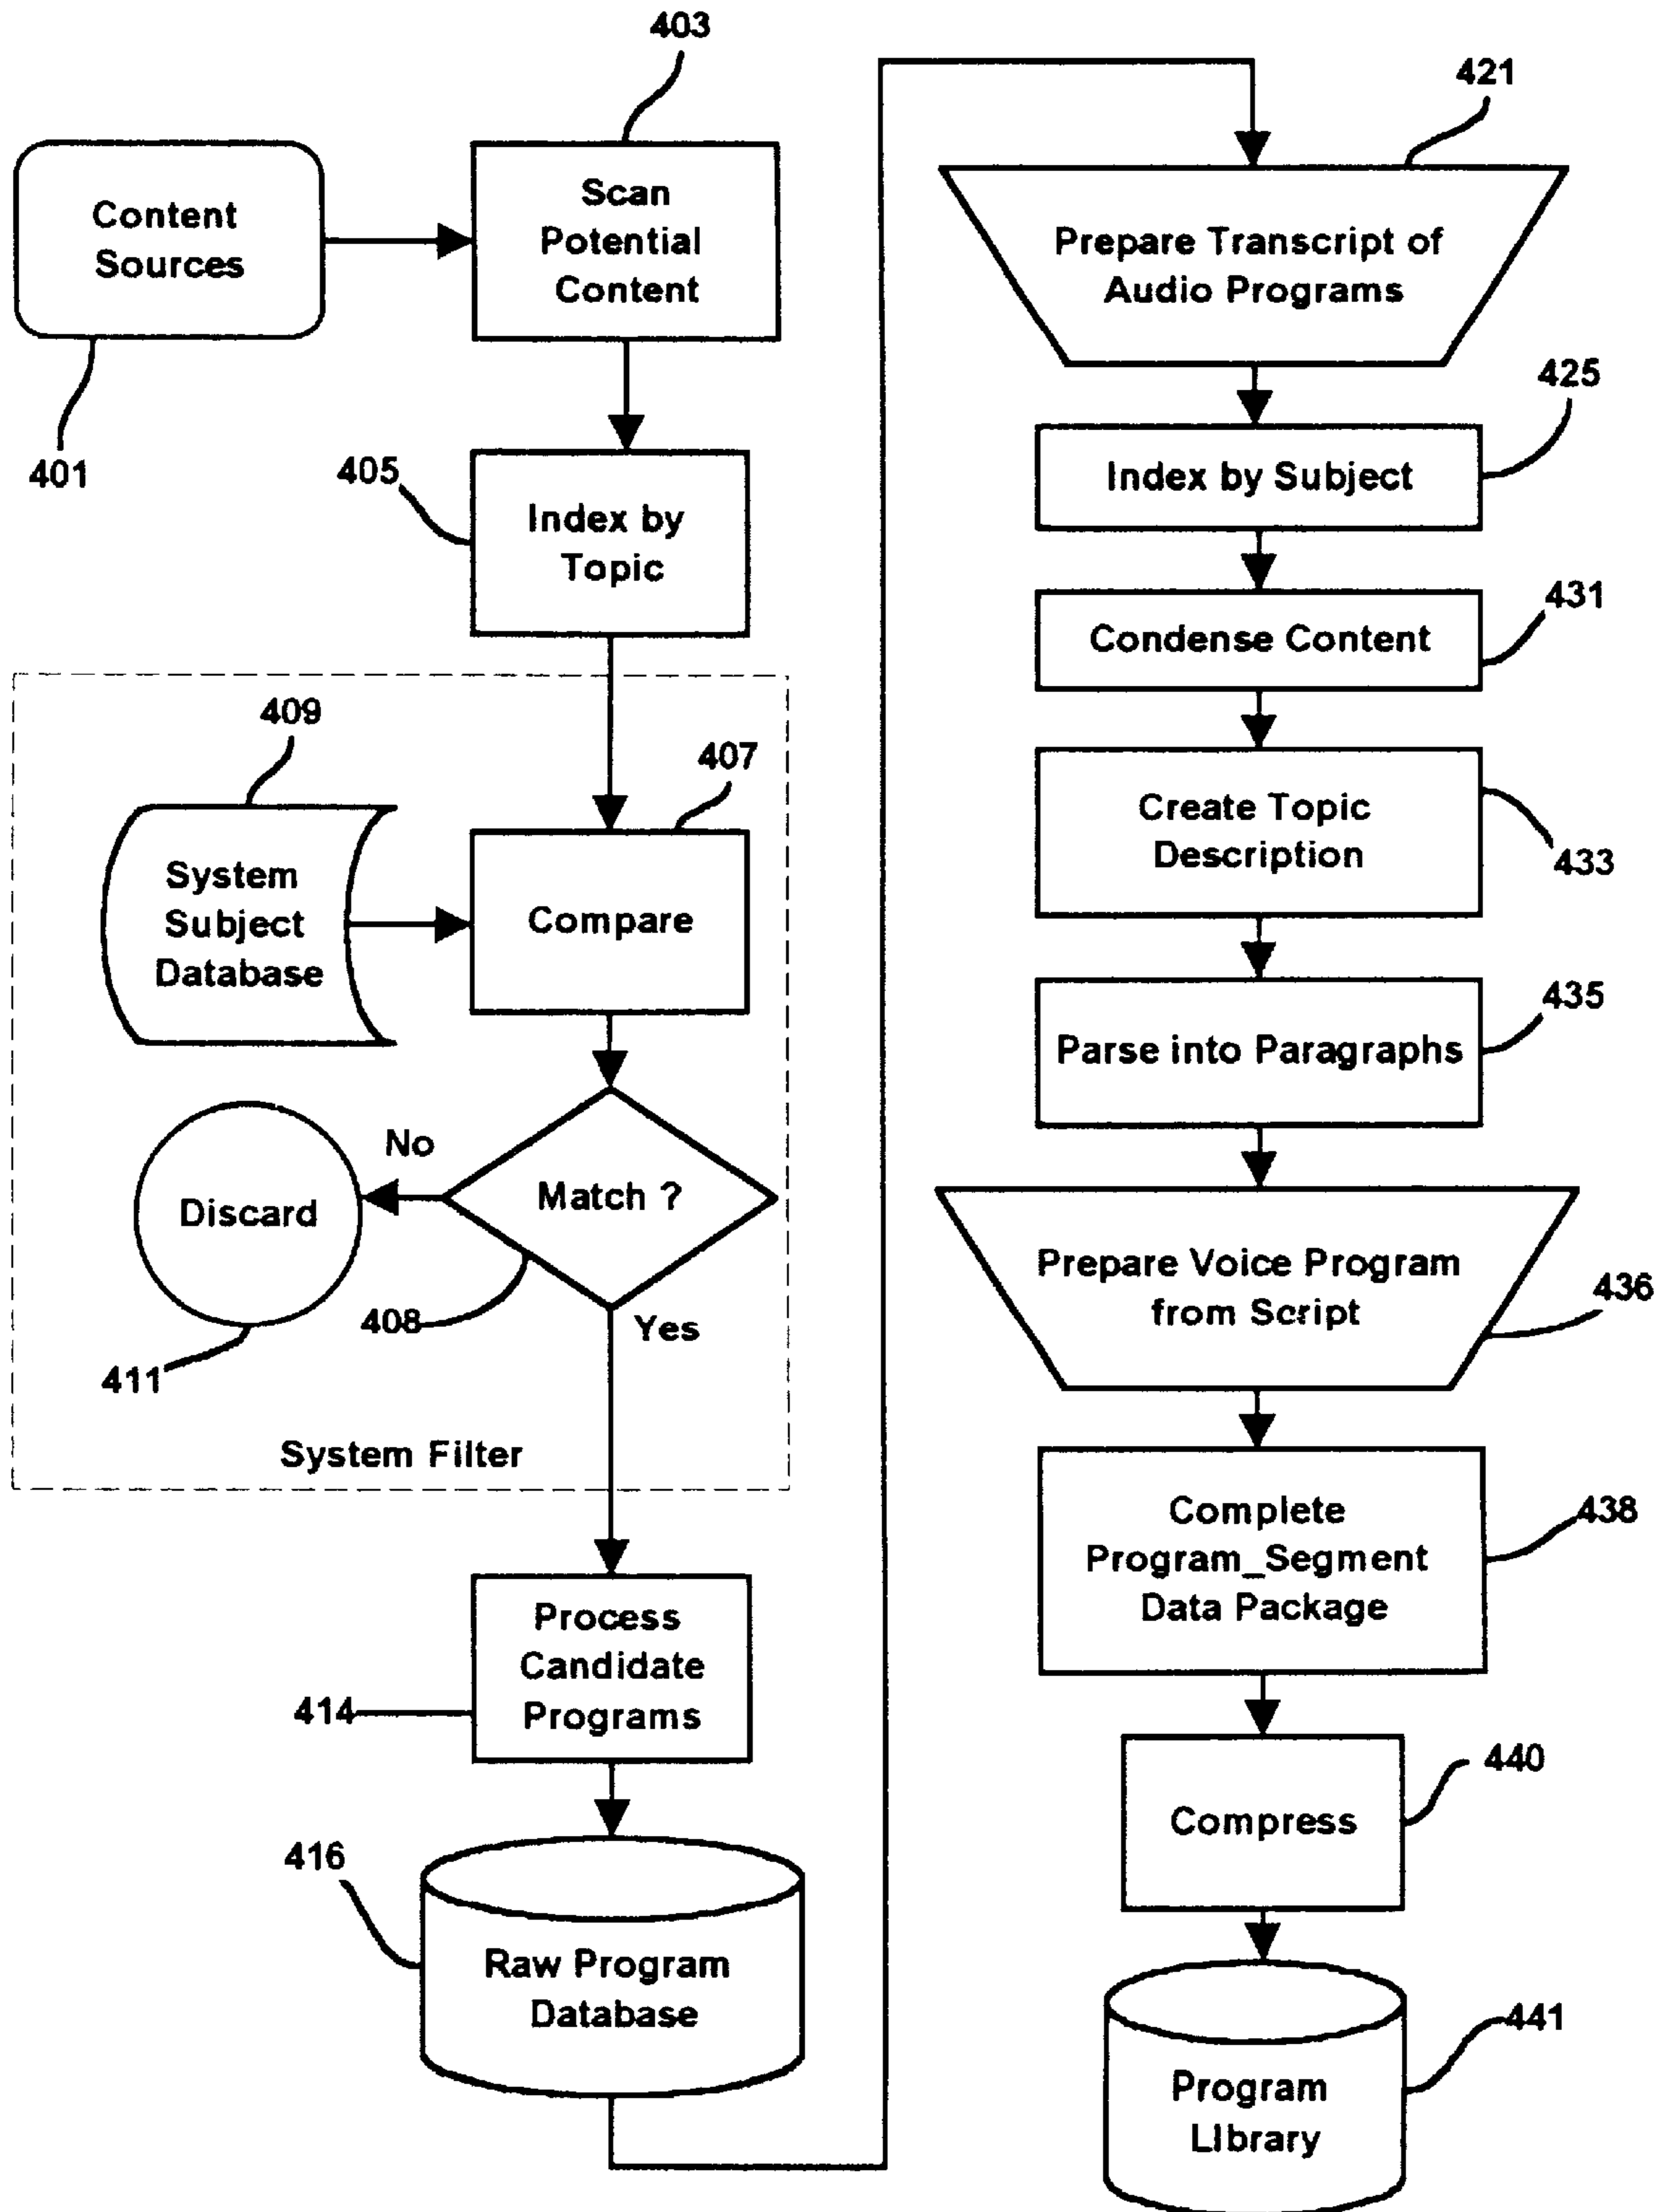 403
Content
Sources
Scan
Potential
Content
401
405
Index by
Topic
409
407
System
Subject
Database
Compare
No
Discard
Match ?
408
Yes
411
System Filter
Process
Candidate
Programs
414
416
Raw Program
Database
421
Prepare Transcript of
Audio Programs
425
Index by Subject
431
Condense Content
Create Topic
Description
433
435
Parse into Paragraphs
Prepare Voice Program
from Script
436
Complete
Program_Segment
Data Package
438
440
Compress
441
Program
LIbrary